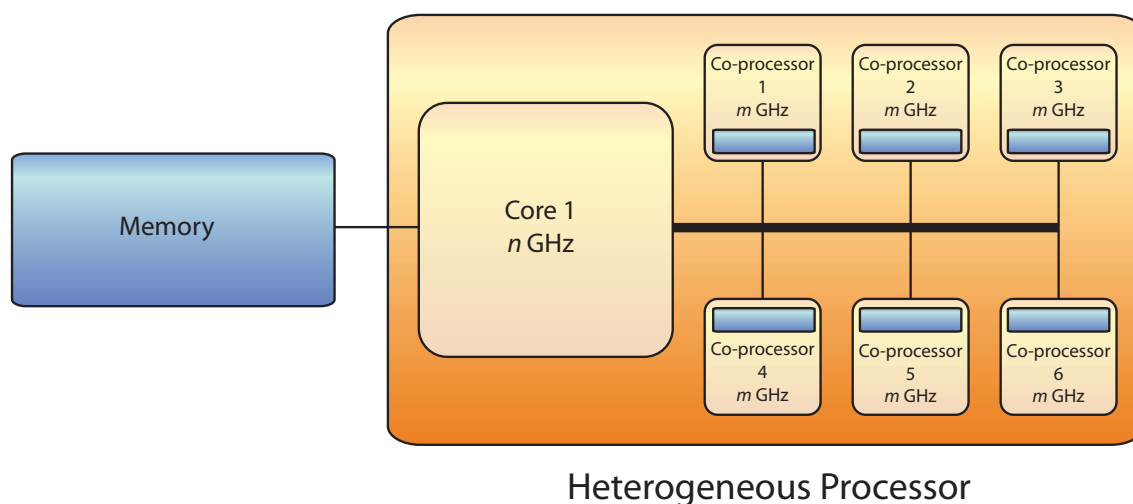 Memory
Core 1
n GHz
Co-processor
1
m GHz
Co-processor
2
m GHz
Co-processor
3
m GHz
Co-processor
4
m GHz
Co-processor
5
m GHz
Co-processor
6
m GHz
Heterogeneous Processor